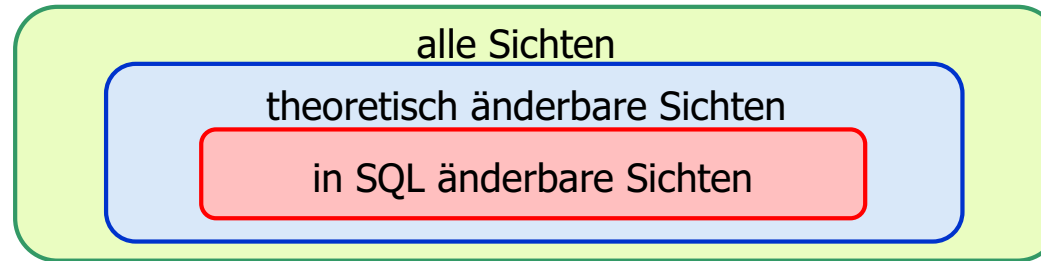 alle Sichten
theoretisch änderbare Sichten
in SQL änderbare Sichten